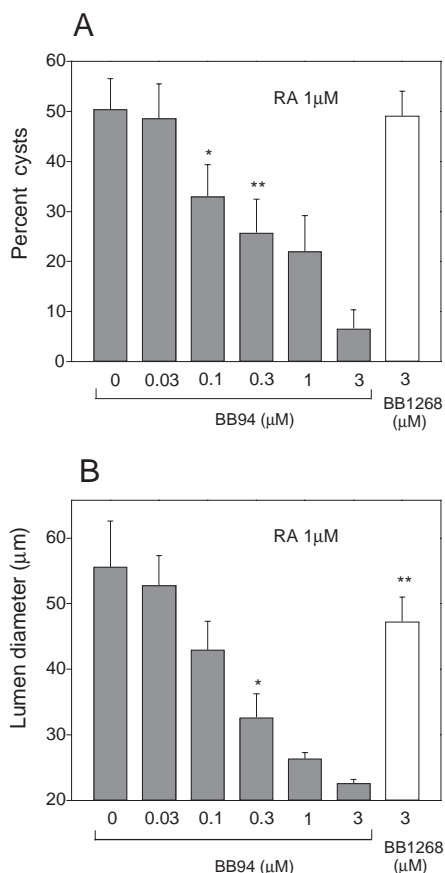 A
Percent cysts
60
50
40
30
20
10
0
RA 1μM
*
**
0 0.03 0.1 0.3 1 3 3
BB94 (μM)
BB1268
(μM)
B
Lumen diameter (μm)
60
50
40
30
20
RA 1μM
*
**
0 0.03 0.1 0.3 1 3 3
BB94 (μM)
BB1268
(μM)